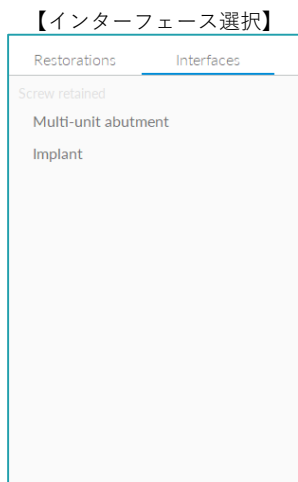 【インターフェース選択】
Restorations Interfaces
Screw retained
Multi-unit abutment
Implant